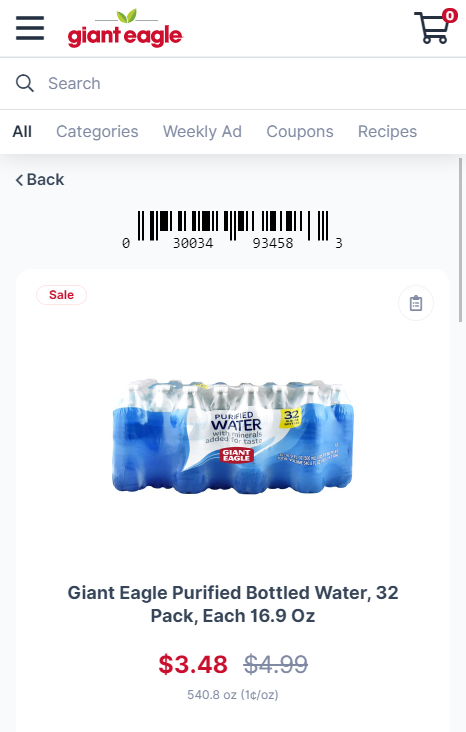 giant eagle
0
Search
All Categories Weekly Ad Coupons Recipes
Back
0 30034 93458 3
Sale
PURIFIED
WATER
with minerals
added for taste
32
GIANT
EAGLE
Giant Eagle Purified Bottled Water, 32
Pack, Each 16.9 Oz
$3.48 $4.99
540.8 oz (1¢/oz)